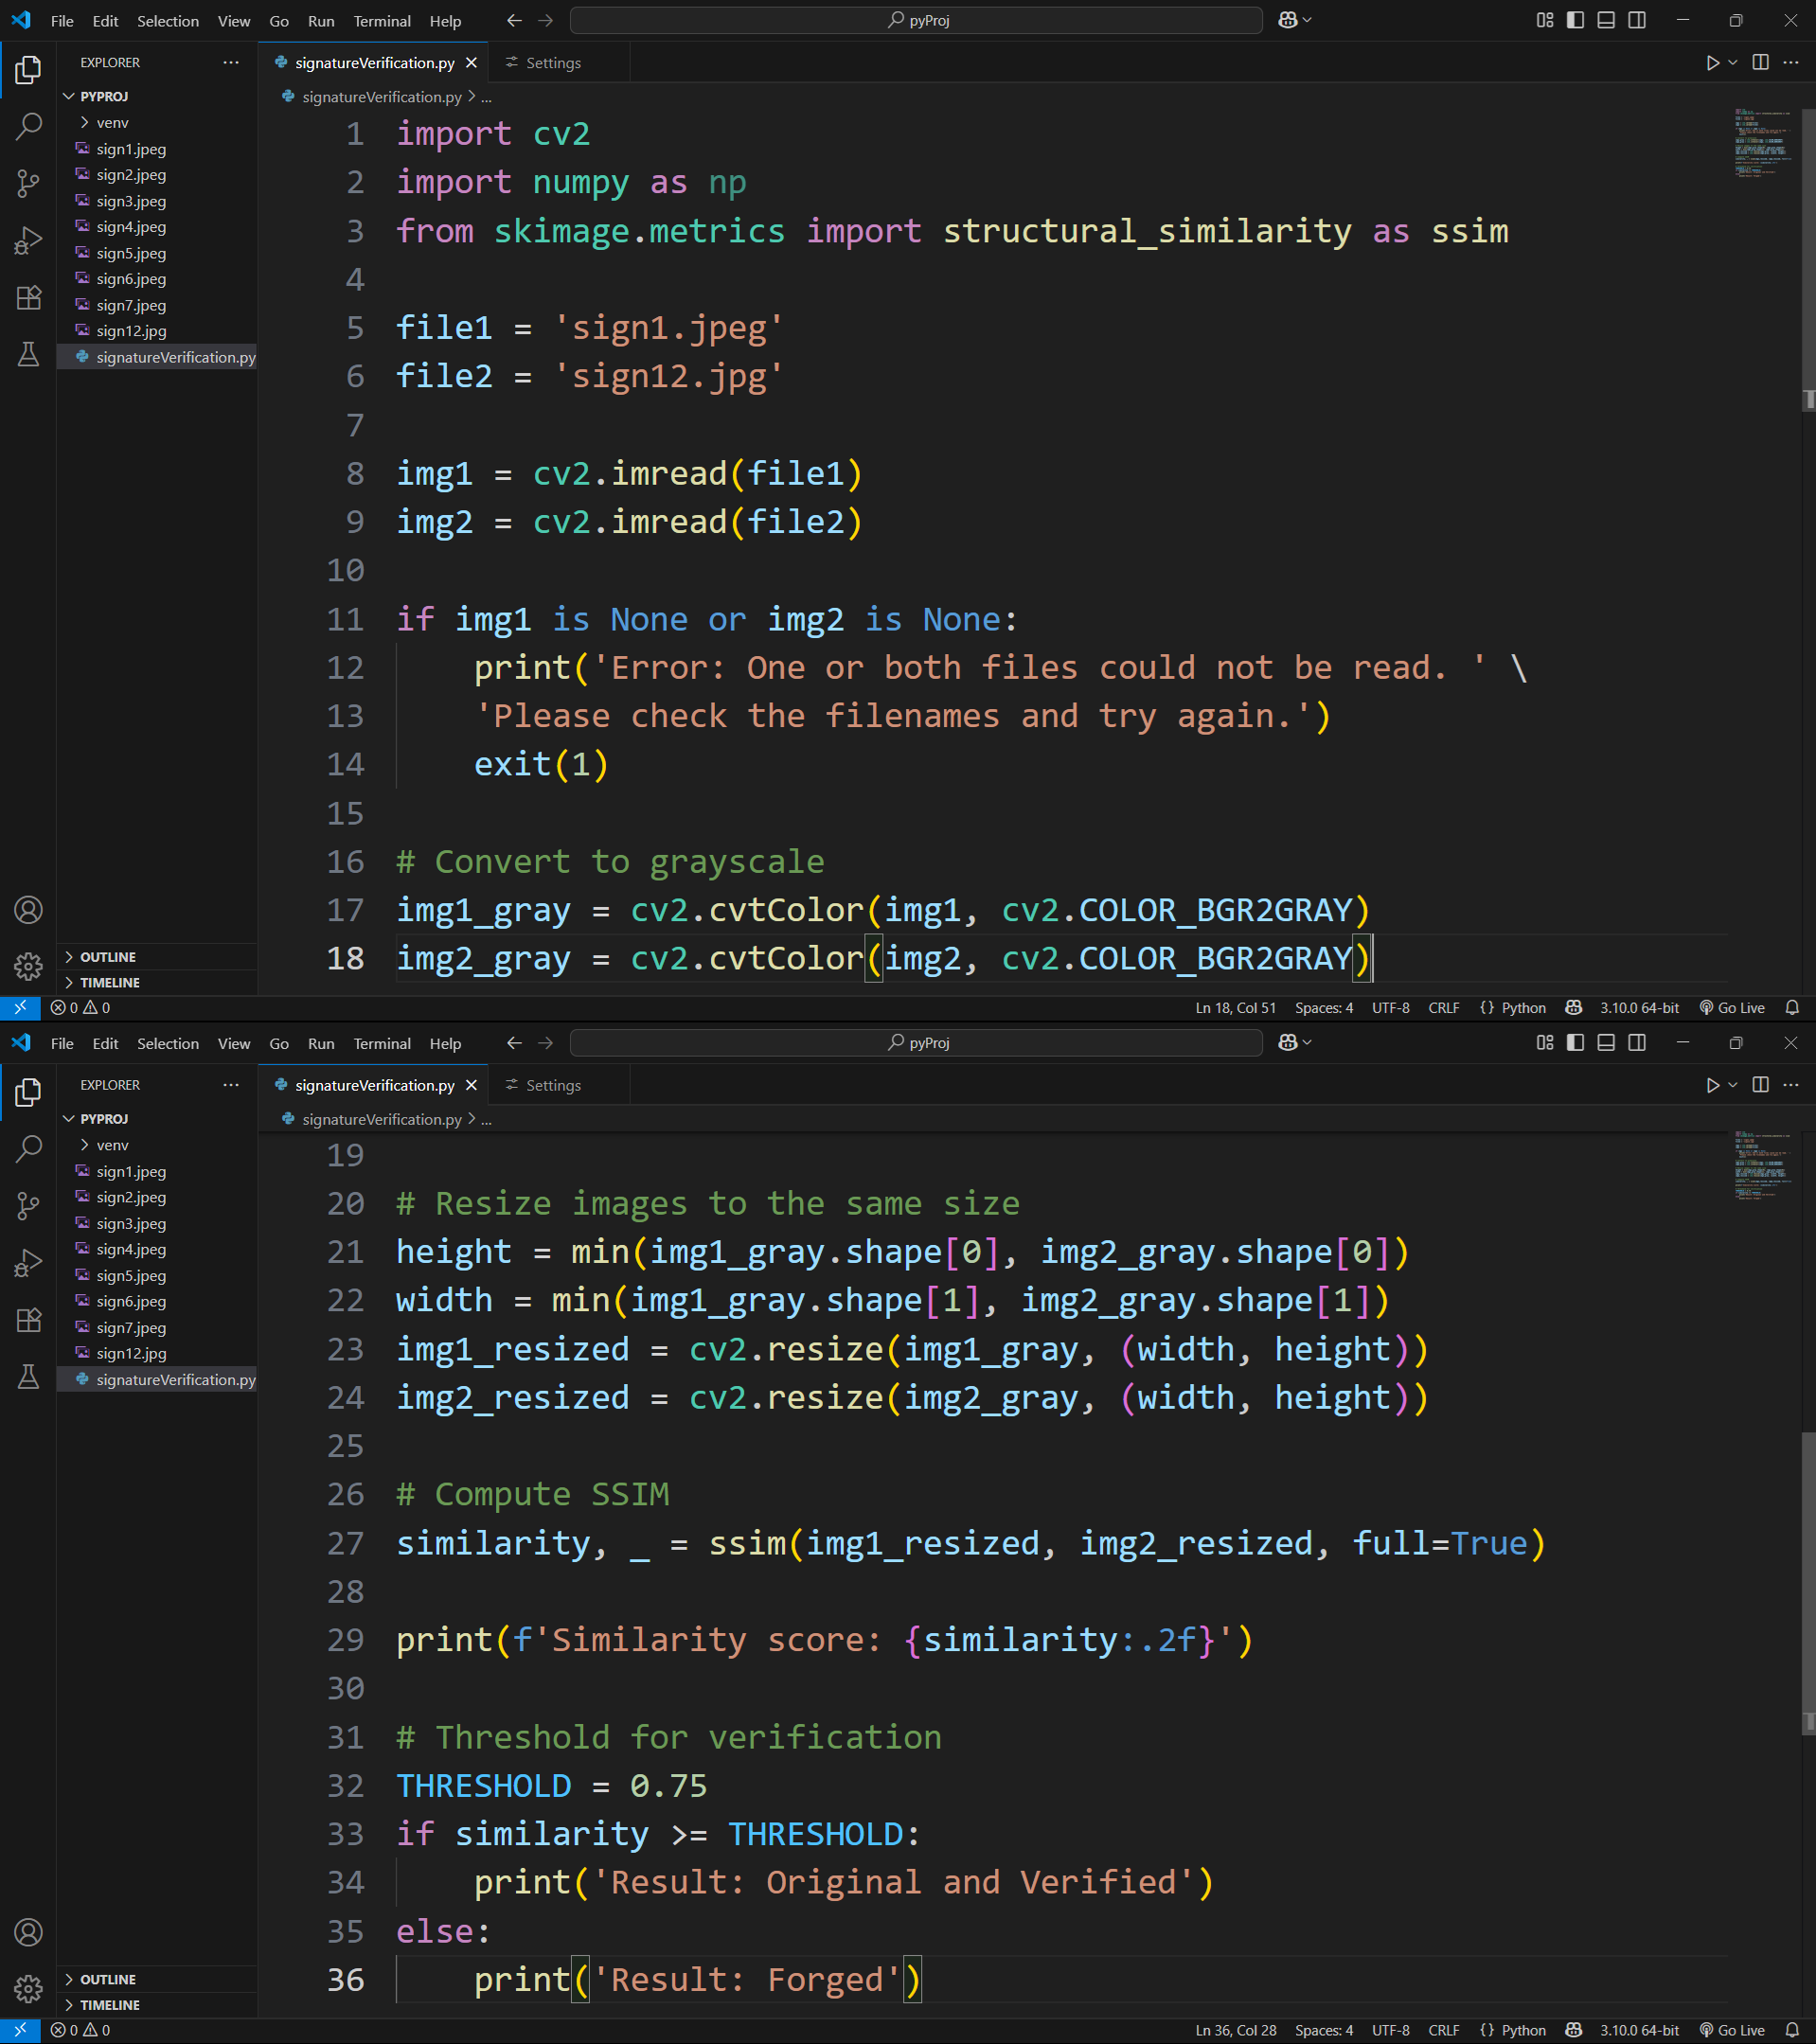 File Edit Selection View Go Run Terminal Help pyProj
EXPLORER
signatureVerification.py Settings
signatureVerification.py > ...
PYPROJ
venv
sign1.jpeg
sign2.jpeg
sign3.jpeg
sign4.jpeg
sign5.jpeg
sign6.jpeg
sign7.jpeg
sign12.jpg
signatureVerification.py
OUTLINE
TIMELINE
1 import cv2
2 import numpy as np
3 from skimage.metrics import structural_similarity as ssim
4
5 file1 = 'sign1.jpeg'
6 file2 = 'sign12.jpg'
7
8 img1 = cv2.imread(file1)
9 img2 = cv2.imread(file2)
10
11 if img1 is None or img2 is None:
12     print('Error: One or both files could not be read. ' \
13     'Please check the filenames and try again.')
14     exit(1)
15
16 # Convert to grayscale
17 img1_gray = cv2.cvtColor(img1, cv2.COLOR_BGR2GRAY)
18 img2_gray = cv2.cvtColor(img2, cv2.COLOR_BGR2GRAY)
0 0 Ln 18, Col 51 Spaces: 4 UTF-8 CRLF {} Python 3.10.0 64-bit Go Live
File Edit Selection View Go Run Terminal Help pyProj
EXPLORER
signatureVerification.py Settings
signatureVerification.py > ...
PYPROJ
venv
sign1.jpeg
sign2.jpeg
sign3.jpeg
sign4.jpeg
sign5.jpeg
sign6.jpeg
sign7.jpeg
sign12.jpg
signatureVerification.py
OUTLINE
TIMELINE
19
20 # Resize images to the same size
21 height = min(img1_gray.shape[0], img2_gray.shape[0])
22 width = min(img1_gray.shape[1], img2_gray.shape[1])
23 img1_resized = cv2.resize(img1_gray, (width, height))
24 img2_resized = cv2.resize(img2_gray, (width, height))
25
26 # Compute SSIM
27 similarity, _ = ssim(img1_resized, img2_resized, full=True)
28
29 print(f'Similarity score: {similarity:.2f}')
30
31 # Threshold for verification
32 THRESHOLD = 0.75
33 if similarity >= THRESHOLD:
34     print('Result: Original and Verified')
35 else:
36     print('Result: Forged')
0 0 Ln 36, Col 28 Spaces: 4 UTF-8 CRLF {} Python 3.10.0 64-bit Go Live